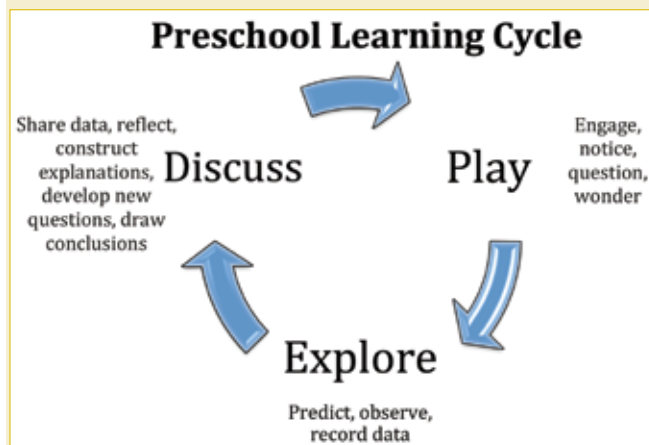 Preschool Learning Cycle
Share data, reflect,
construct
explanations,
develop new
questions, draw
conclusions
Discuss
Play
Engage,
notice,
question,
wonder
Explore
Predict, observe,
record data